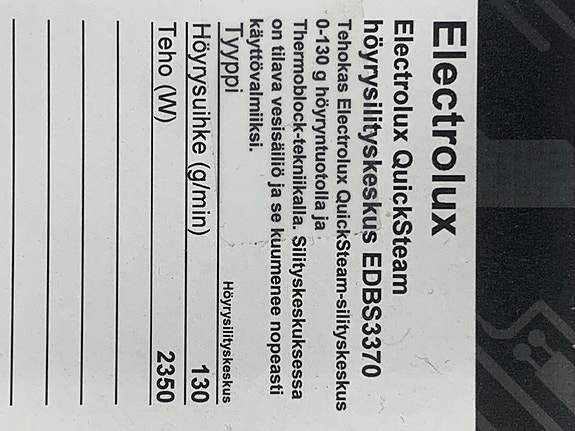 Electrolux
Electrolux QuickSteam
höyrysilityskeskus EDBS3370
Tehokas Electrolux QuickSteam-silityskeskus
0-130 g höyryntuotolla ja
Thermoblock-tekniikalla. Silityskeskuksessa
on tilava vesisäiliö ja se kuumenee nopeasti
käyttövalmiiksi.
Tyyppi Höyrysilityskeskus
Höyrysuihke (g/min) 130
Teho (W) 2350